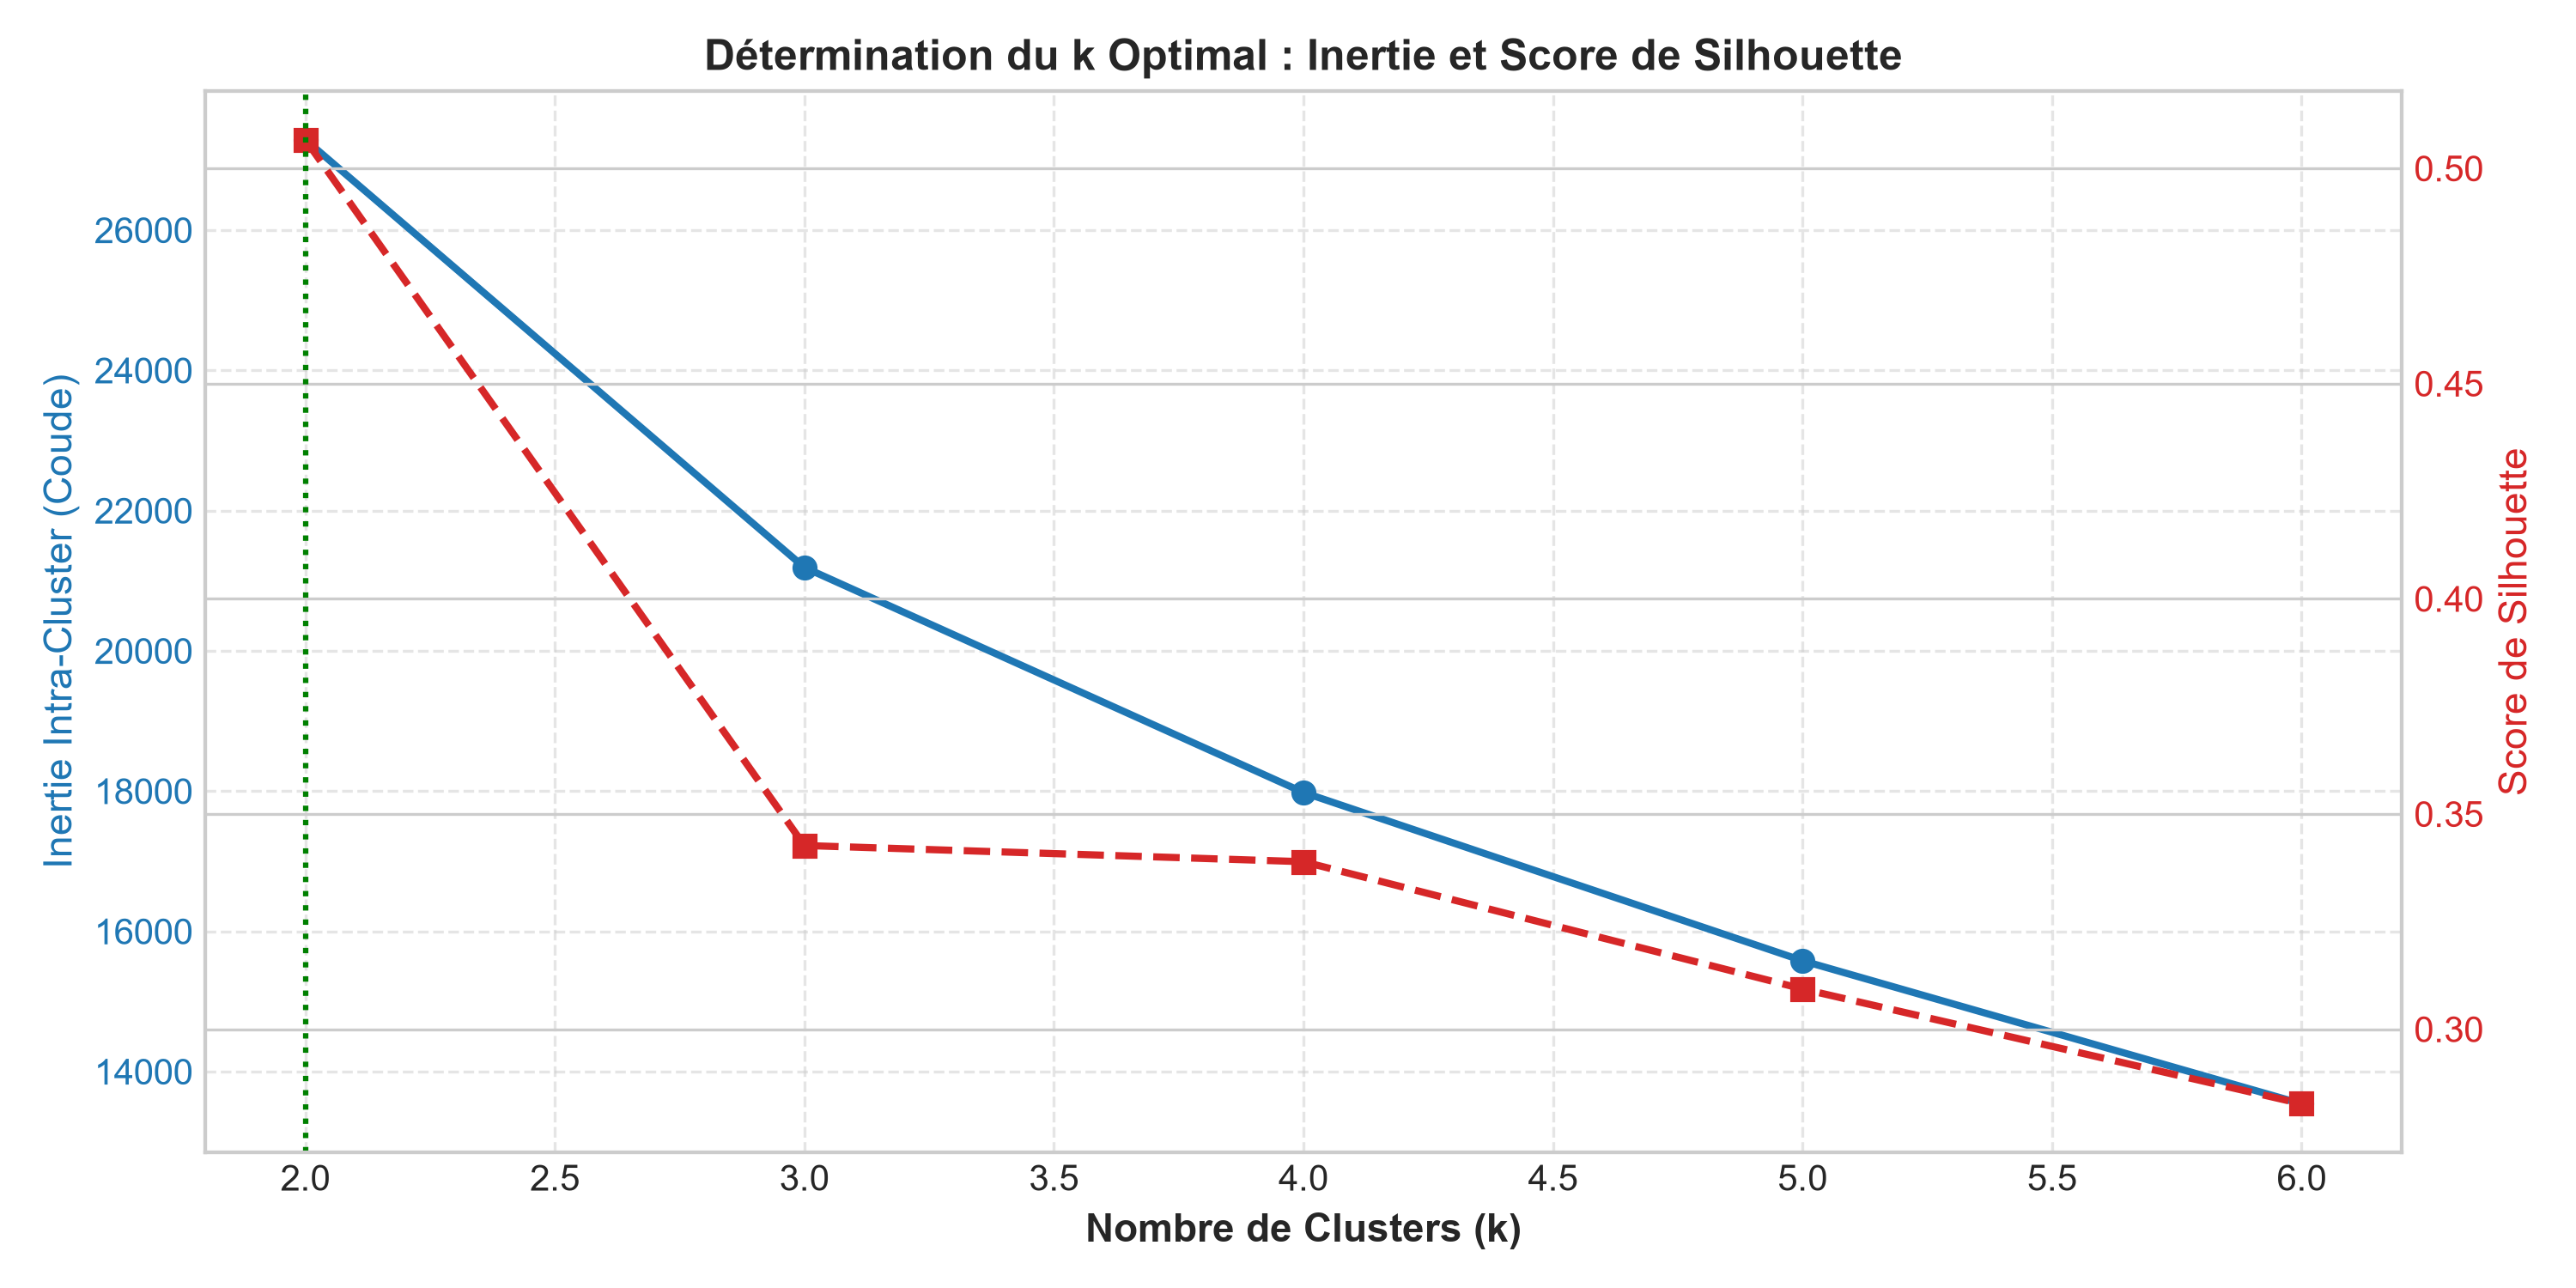 Détermination du k Optimal : Inertie et Score de Silhouette
Inertie Intra-Cluster (Coude)
26000
24000
22000
20000
18000
16000
14000
0.50
0.45
0.40
0.35
0.30
Score de Silhouette
2.0 2.5 3.0 3.5 4.0 4.5 5.0 5.5 6.0
Nombre de Clusters (k)